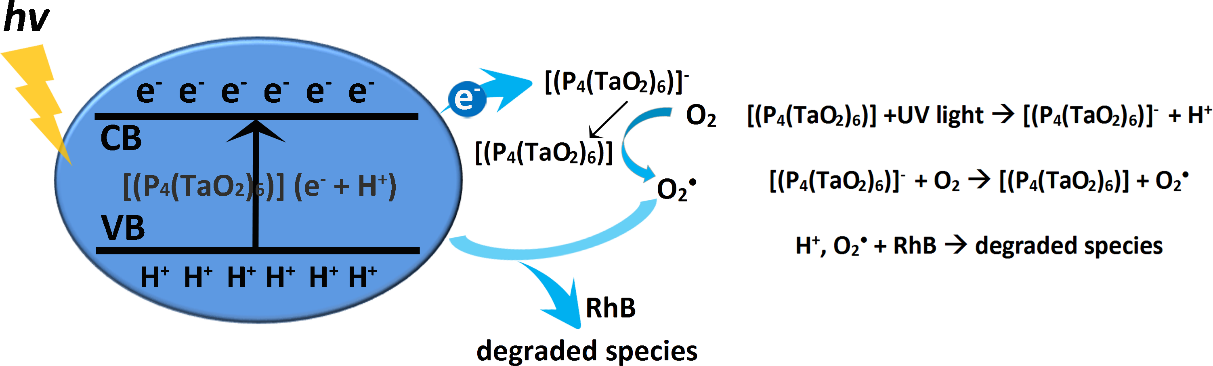 hv
e⁻ e⁻ e⁻ e⁻ e⁻ e⁻
CB
[(P₄(TaO₂)₆)] (e⁻ + H⁺)
VB
H⁺ H⁺ H⁺ H⁺ H⁺ H⁺
e⁻
[(P₄(TaO₂)₆)]⁻
O₂
[(P₄(TaO₂)₆)]
O₂•
RhB
degraded species
[(P₄(TaO₂)₆)] +UV light → [(P₄(TaO₂)₆)]⁻ + H⁺
[(P₄(TaO₂)₆)]⁻ + O₂ → [(P₄(TaO₂)₆)] + O₂•
H⁺, O₂• + RhB → degraded species